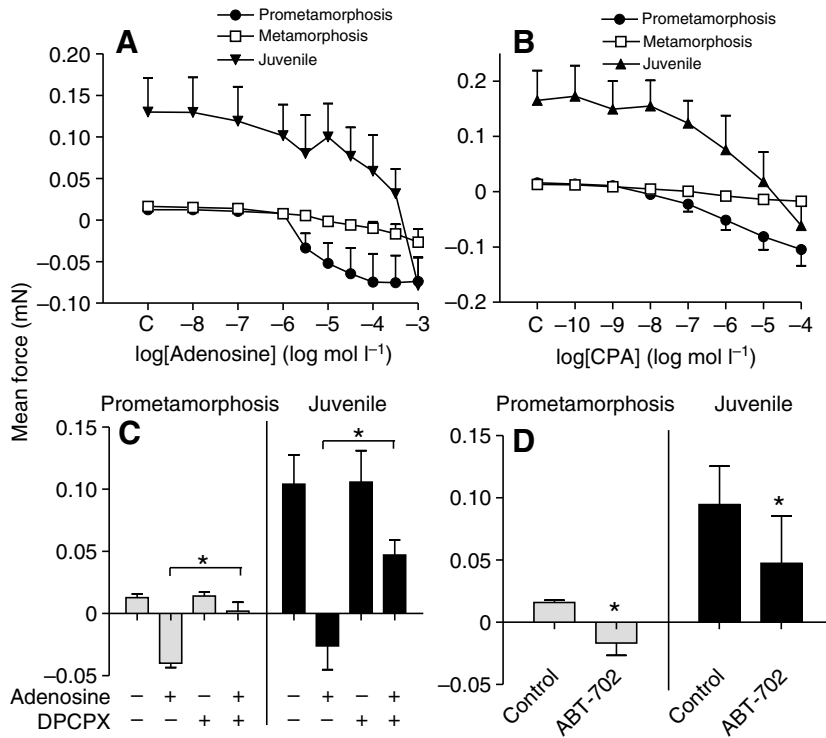 A
Prometamorphosis
Metamorphosis
Juvenile
0.20
0.15
0.10
0.05
0
−0.05
−0.10
C −8 −7 −6 −5 −4 −3
log[Adenosine] (log mol l⁻¹)
B
Prometamorphosis
Metamorphosis
Juvenile
0.2
0.1
0
−0.1
−0.2
C −10 −9 −8 −7 −6 −5 −4
log[CPA] (log mol l⁻¹)
Mean force (mN)
Prometamorphosis Juvenile
C
0.15
0.10
0.05
0
−0.05
*
*
Adenosine − + − + − + − +
DPCPX − − + + − − + +
Prometamorphosis Juvenile
D
0.15
0.10
0.05
0
−0.05
*
*
Control ABT-702 Control ABT-702